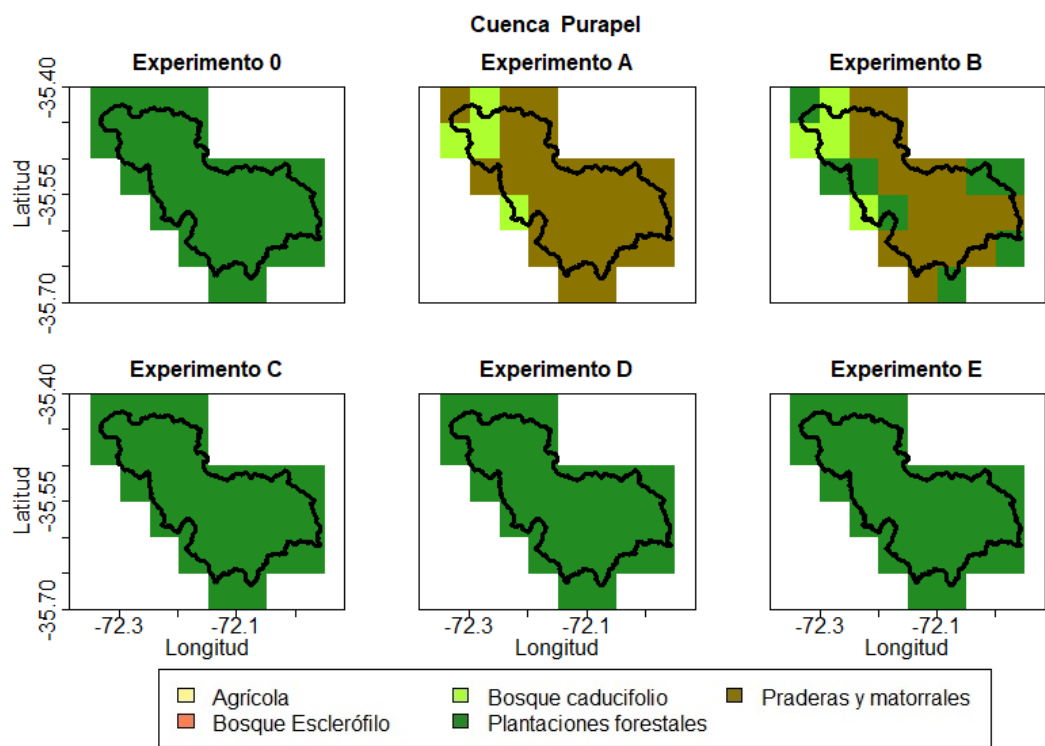 Cuenca Purapel
Experimento 0
Experimento A
Experimento B
Latitud
-35.40
-35.55
-35.70
Experimento C
Experimento D
Experimento E
Latitud
-35.40
-35.55
-35.70
-72.3 -72.1
-72.3 -72.1
-72.3 -72.1
Longitud
Longitud
Longitud
Agrícola
Bosque Esclerófilo
Bosque caducifolio
Plantaciones forestales
Praderas y matorrales